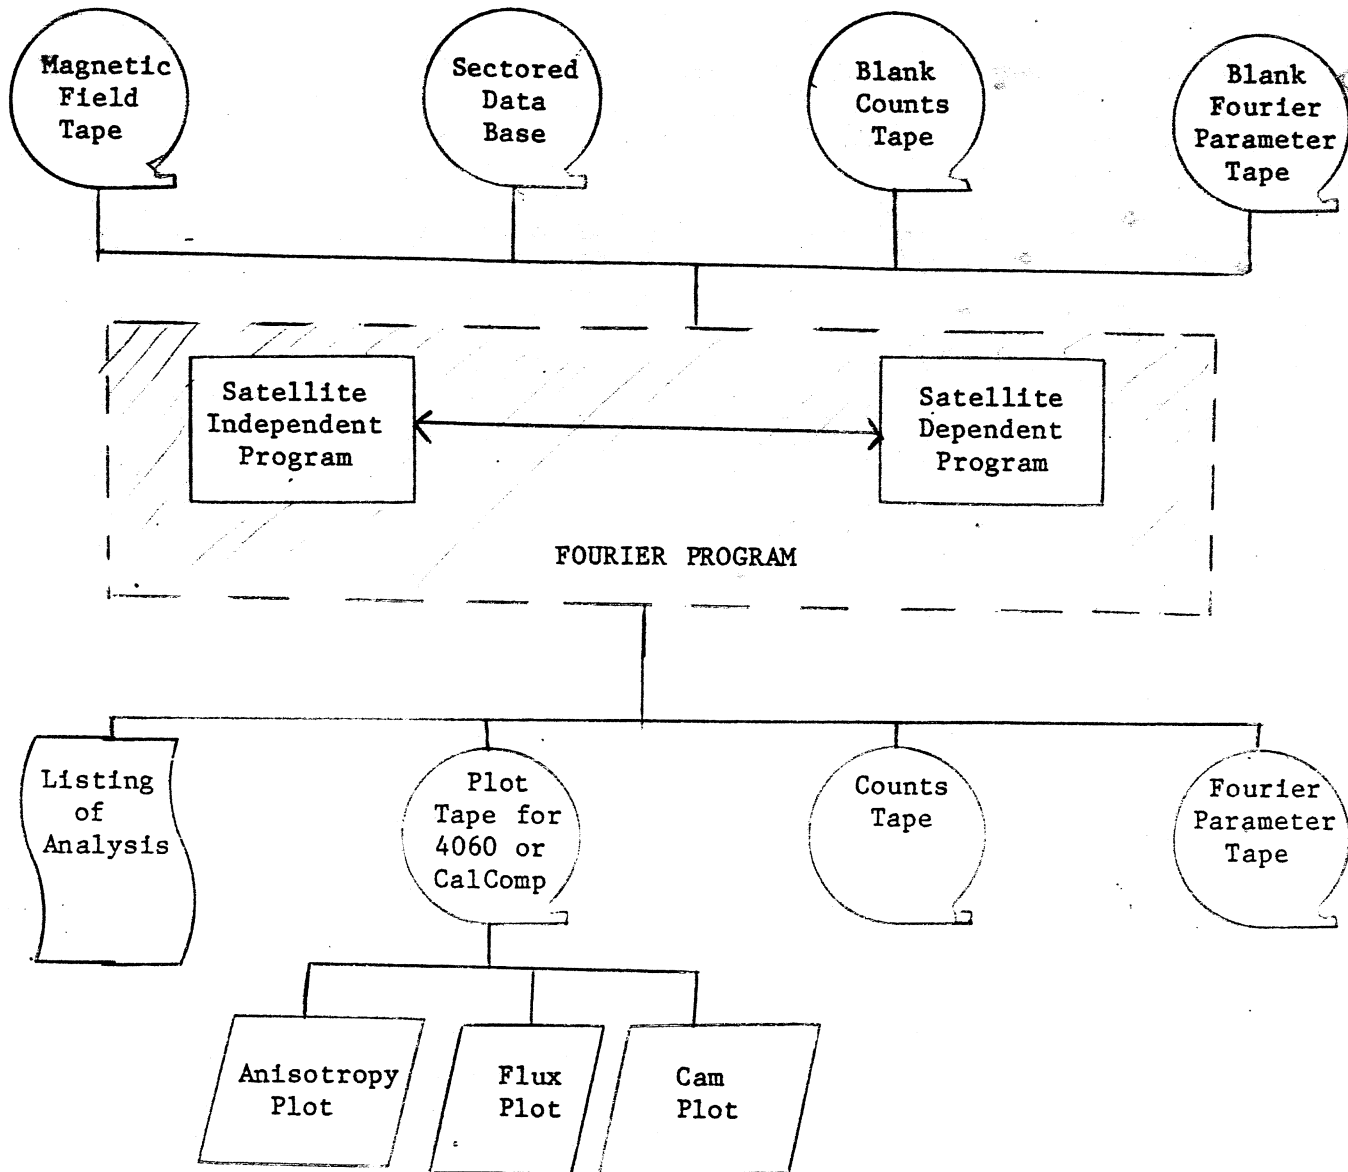 Magnetic
Field
Tape
Sectored
Data
Base
Blank
Counts
Tape
Blank
Fourier
Parameter
Tape
Satellite
Independent
Program
Satellite
Dependent
Program
FOURIER PROGRAM
Listing
of
Analysis
Plot
Tape for
4060 or
CalComp
Counts
Tape
Fourier
Parameter
Tape
Anisotropy
Plot
Flux
Plot
Cam
Plot